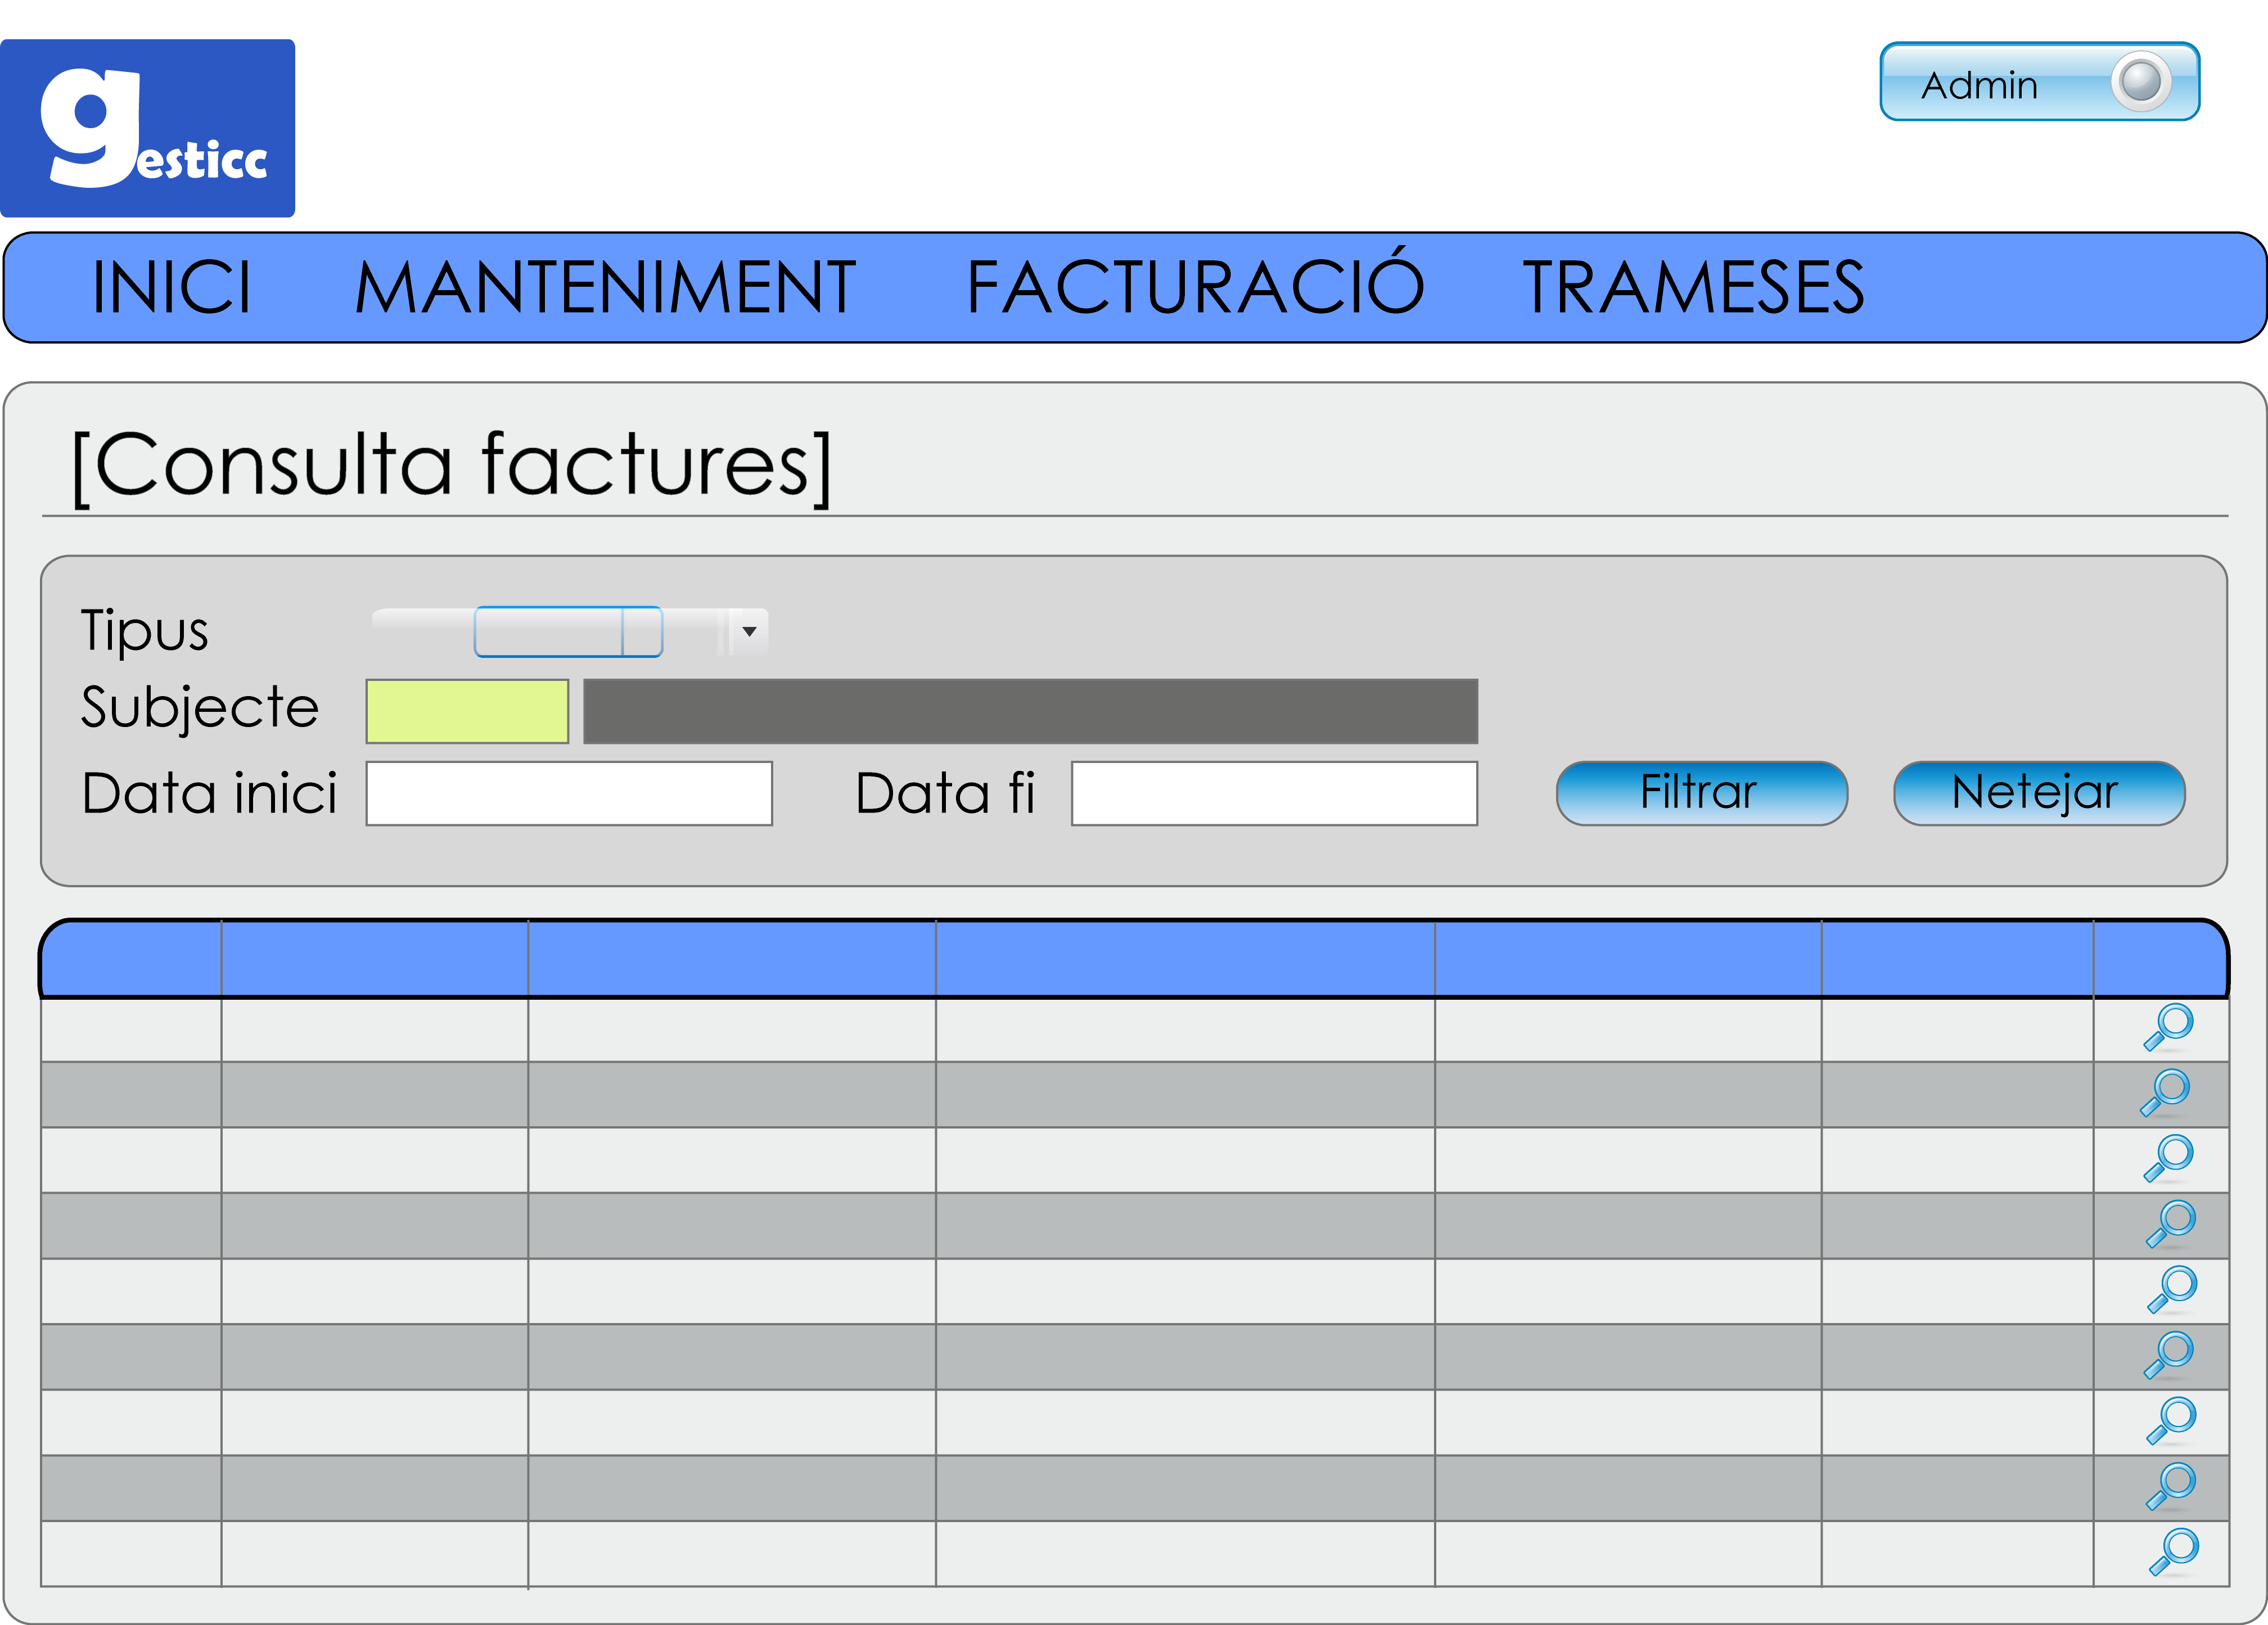 gesticc
Admin
INICI MANTENIMENT FACTURACIÓ TRAMESES
[Consulta factures]
Tipus
Subjecte
Data inici Data fi Filtrar Netejar